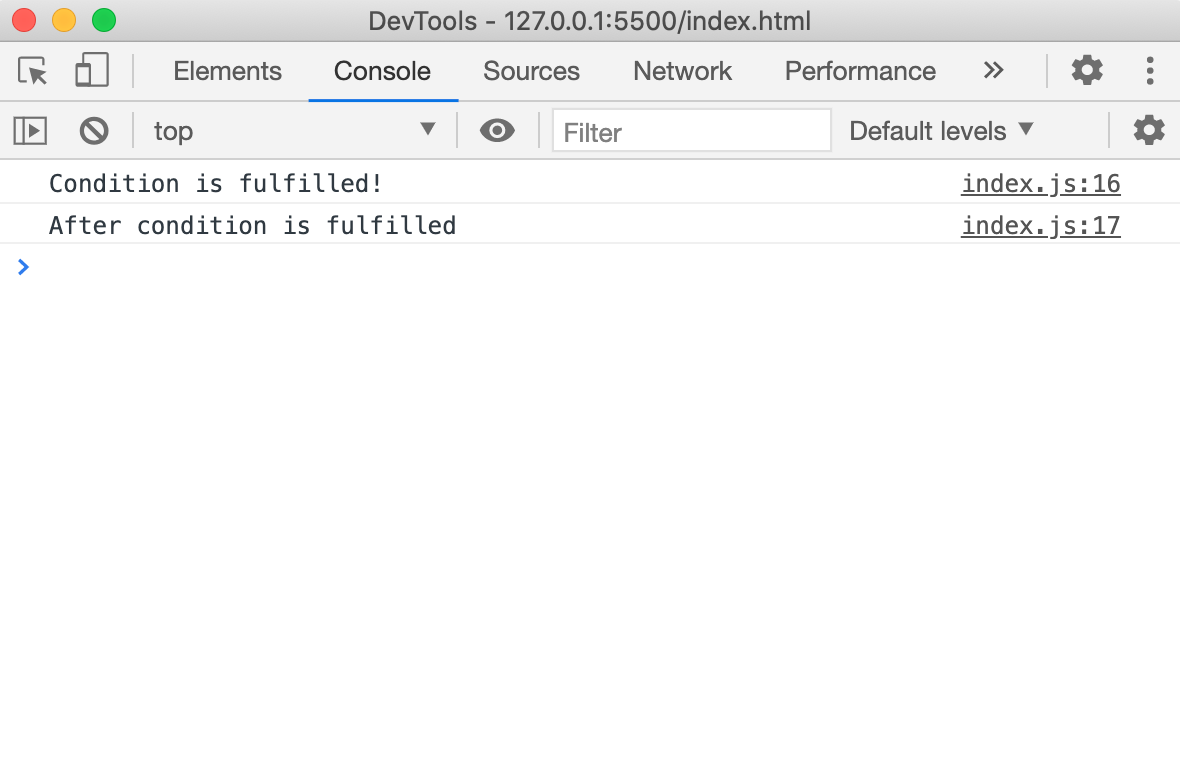 DevTools - 127.0.0.1:5500/index.html
Elements Console Sources Network Performance
top Filter Default levels
Condition is fulfilled! index.js:16
After condition is fulfilled index.js:17